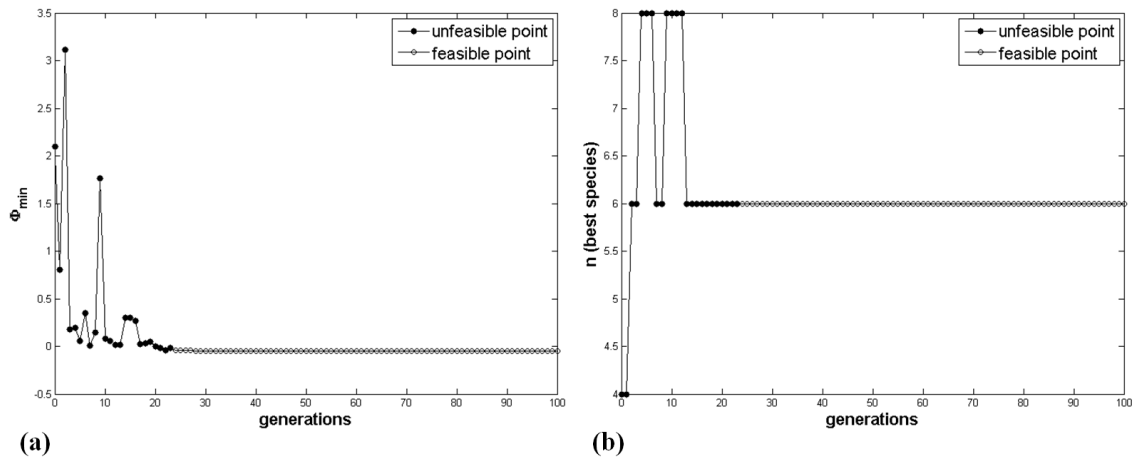 3.5
3
2.5
2
1.5
1
0.5
0
-0.5
Φmin
unfeasible point
feasible point
0 10 20 30 40 50 60 70 80 90 100
generations
(a)
8
7.5
7
6.5
6
5.5
5
4.5
4
n (best species)
unfeasible point
feasible point
0 10 20 30 40 50 60 70 80 90 100
generations
(b)